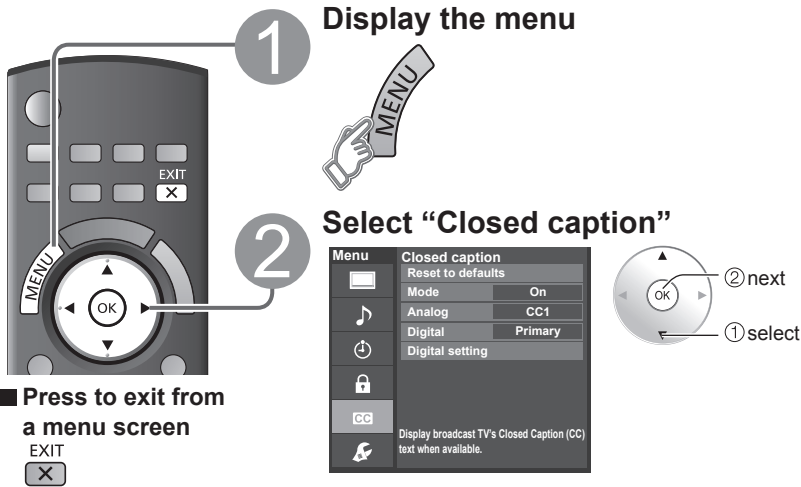 1
Display the menu
MENU
EXIT
MENU
OK
2
Select “Closed caption”
Menu
Closed caption
Reset to defaults
Mode On
Analog CC1
Digital Primary
Digital setting
CC
Display broadcast TV's Closed Caption (CC)
text when available.
OK
②next
①select
Press to exit from
a menu screen
EXIT